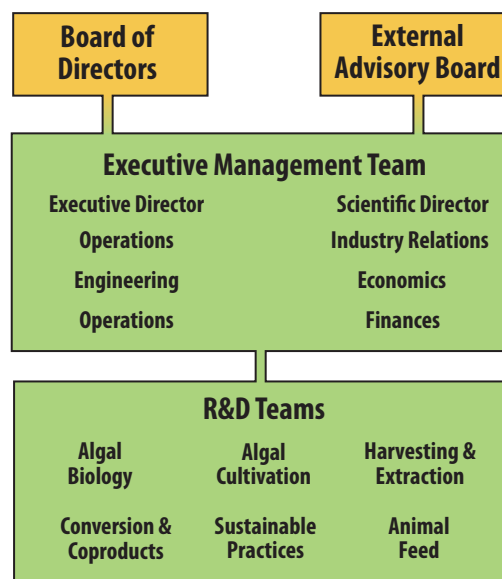 Board of
Directors
External
Advisory Board
Executive Management Team
Executive Director
Scientific Director
Operations
Industry Relations
Engineering
Economics
Operations
Finances
R&D Teams
Algal
Biology
Algal
Cultivation
Harvesting &
Extraction
Conversion &
Coproducts
Sustainable
Practices
Animal
Feed